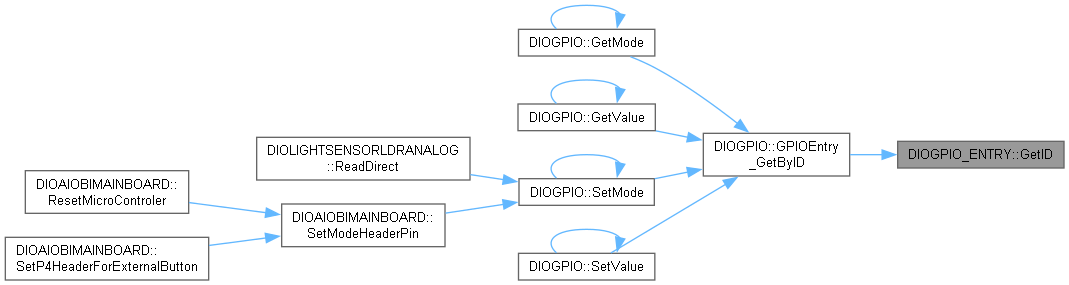 DIOGPIO::GetMode
DIOGPIO::GetValue
DIOLIGHTSENSORLDRANALOG
::ReadDirect
DIOGPIO::GPIOEntry
_GetByID
DIOGPIO_ENTRY::GetID
DIOAIOBIMAINBOARD::
ResetMicroControler
DIOGPIO::SetMode
DIOAIOBIMAINBOARD::
SetModeHeaderPin
DIOAIOBIMAINBOARD::
SetP4HeaderForExternalButton
DIOGPIO::SetValue